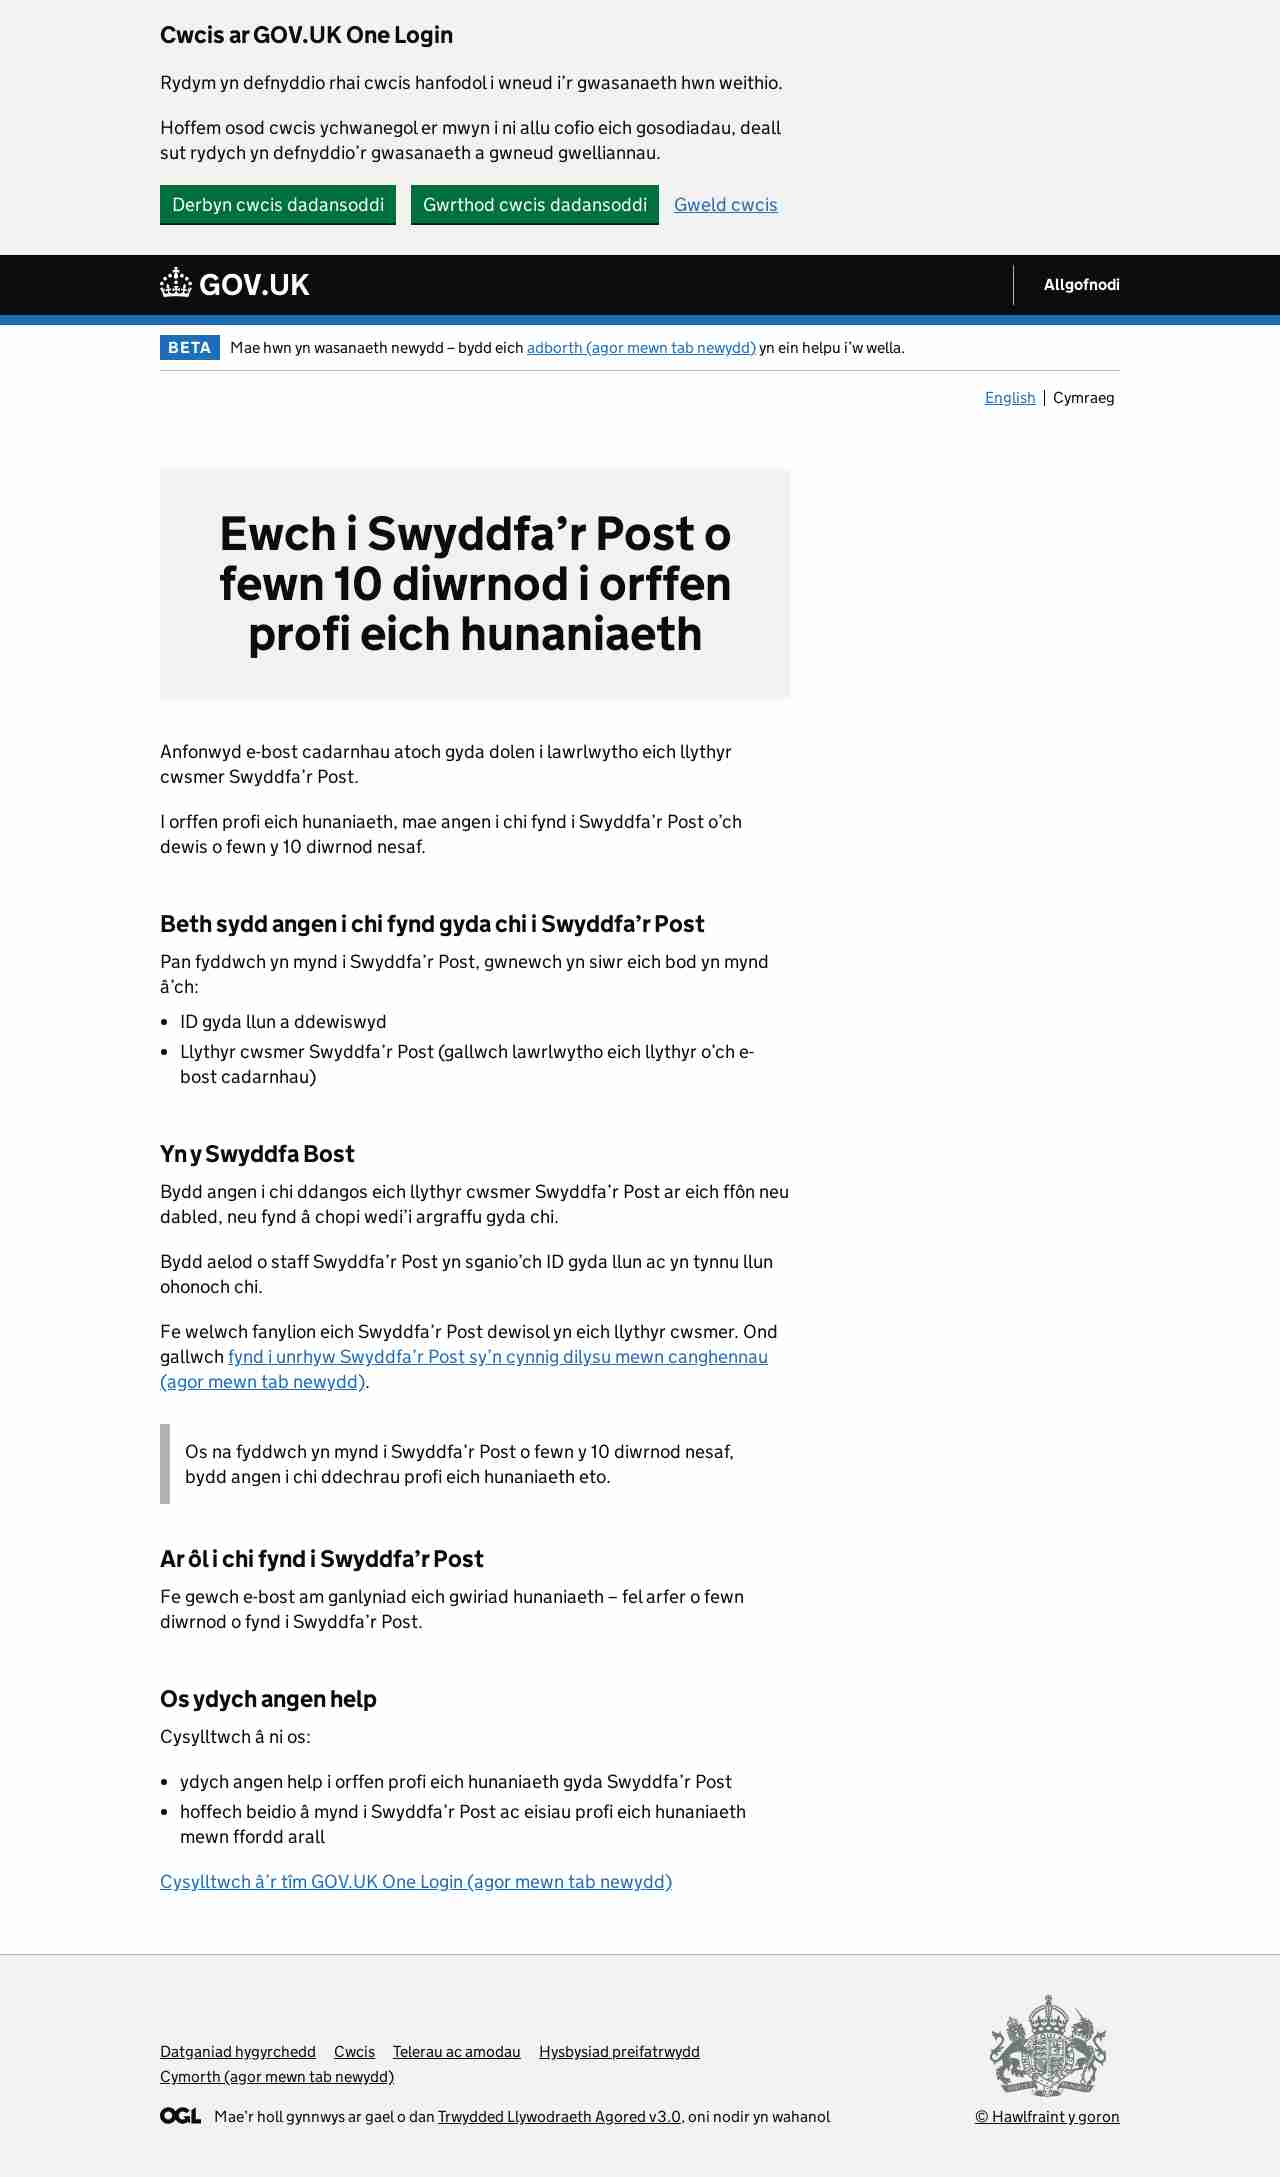 Cwcis ar GOV.UK One Login
Rydym yn defnyddio rhai cwcis hanfodol i wneud i’r gwasanaeth hwn weithio.
Hoffem osod cwcis ychwanegol er mwyn i ni allu cofio eich gosodiadau, deall
sut rydych yn defnyddio’r gwasanaeth a gwneud gwelliannau.
Derbyn cwcis dadansoddi Gwrthod cwcis dadansoddi Gweld cwcis
GOV.UK Allgofnodi
BETA Mae hwn yn wasanaeth newydd – bydd eich adborth (agor mewn tab newydd) yn ein helpu i’w wella.
English Cymraeg
Ewch i Swyddfa’r Post o
fewn 10 diwrnod i orffen
profi eich hunaniaeth
Anfonwyd e-bost cadarnhau atoch gyda dolen i lawrlwytho eich llythyr
cwsmer Swyddfa’r Post.
I orffen profi eich hunaniaeth, mae angen i chi fynd i Swyddfa’r Post o’ch
dewis o fewn y 10 diwrnod nesaf.
Beth sydd angen i chi fynd gyda chi i Swyddfa’r Post
Pan fyddwch yn mynd i Swyddfa’r Post, gwnewch yn siwr eich bod yn mynd
â’ch:
• ID gyda llun a ddewiswyd
• Llythyr cwsmer Swyddfa’r Post (gallwch lawrlwytho eich llythyr o’ch e-
bost cadarnhau)
Yn y Swyddfa Bost
Bydd angen i chi ddangos eich llythyr cwsmer Swyddfa’r Post ar eich ffôn neu
dabled, neu fynd â chopi wedi’i argraffu gyda chi.
Bydd aelod o staff Swyddfa’r Post yn sganio’ch ID gyda llun ac yn tynnu llun
ohonoch chi.
Fe welwch fanylion eich Swyddfa’r Post dewisol yn eich llythyr cwsmer. Ond
gallwch fynd i unrhyw Swyddfa’r Post sy’n cynnig dilysu mewn canghennau
(agor mewn tab newydd).
Os na fyddwch yn mynd i Swyddfa’r Post o fewn y 10 diwrnod nesaf,
bydd angen i chi ddechrau profi eich hunaniaeth eto.
Ar ôl i chi fynd i Swyddfa’r Post
Fe gewch e-bost am ganlyniad eich gwiriad hunaniaeth – fel arfer o fewn
diwrnod o fynd i Swyddfa’r Post.
Os ydych angen help
Cysylltwch â ni os:
• ydych angen help i orffen profi eich hunaniaeth gyda Swyddfa’r Post
• hoffech beidio â mynd i Swyddfa’r Post ac eisiau profi eich hunaniaeth
mewn ffordd arall
Cysylltwch â’r tîm GOV.UK One Login (agor mewn tab newydd)
Datganiad hygyrchedd Cwcis Telerau ac amodau Hysbysiad preifatrwydd
Cymorth (agor mewn tab newydd)
OGL Mae’r holl gynnwys ar gael o dan Trwydded Llywodraeth Agored v3.0, oni nodir yn wahanol
© Hawlfraint y goron